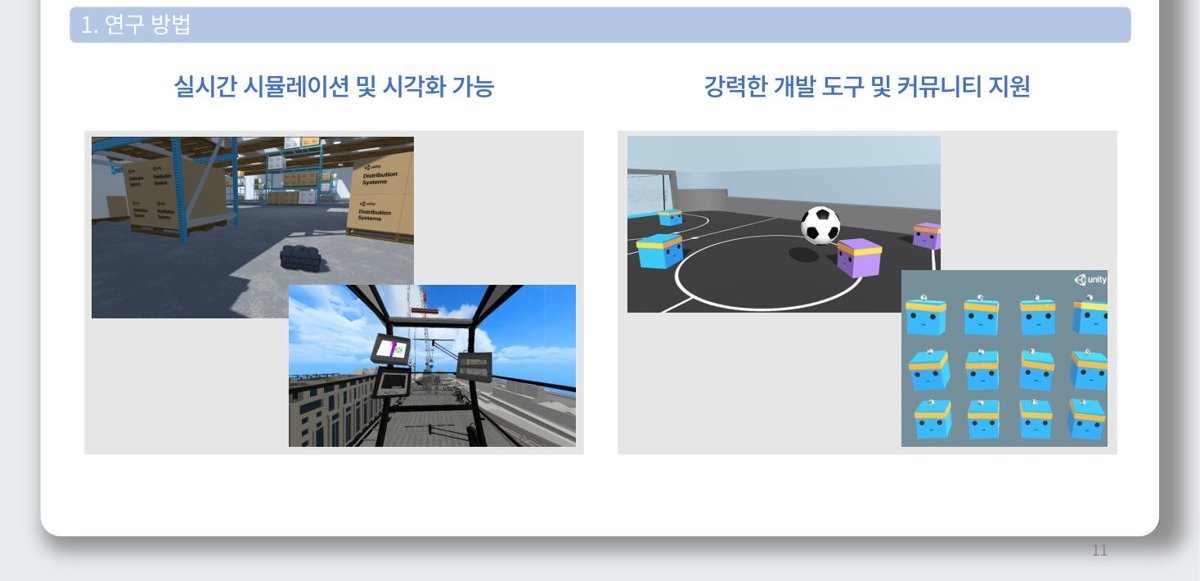 1. 연구 방법
실시간 시뮬레이션 및 시각화 가능
강력한 개발 도구 및 커뮤니티 지원
unity
Distribution
Systems
unity
Distribution
Systems
unity
11